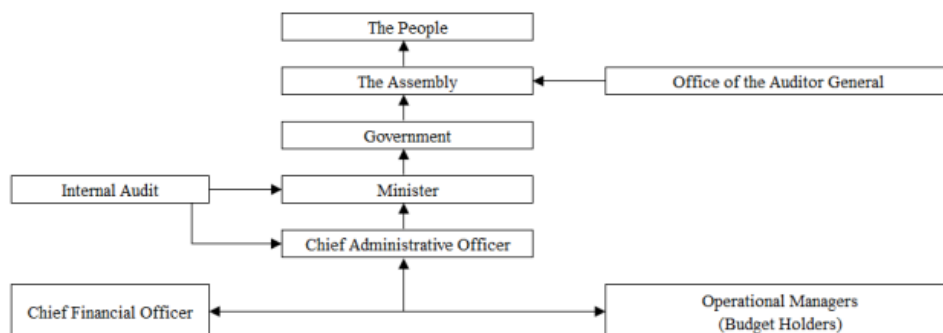 The People
The Assembly
Office of the Auditor General
Government
Internal Audit
Minister
Chief Administrative Officer
Chief Financial Officer
Operational Managers
(Budget Holders)